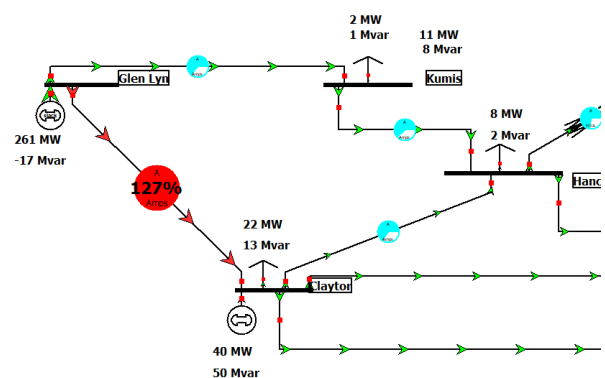 2 MW
1 Mvar
11 MW
8 Mvar
Glen Lyn
Kumis
slack
261 MW
-17 Mvar
8 MW
2 Mvar
A
127%
Amps
Hanc
22 MW
13 Mvar
Claytor
40 MW
50 Mvar